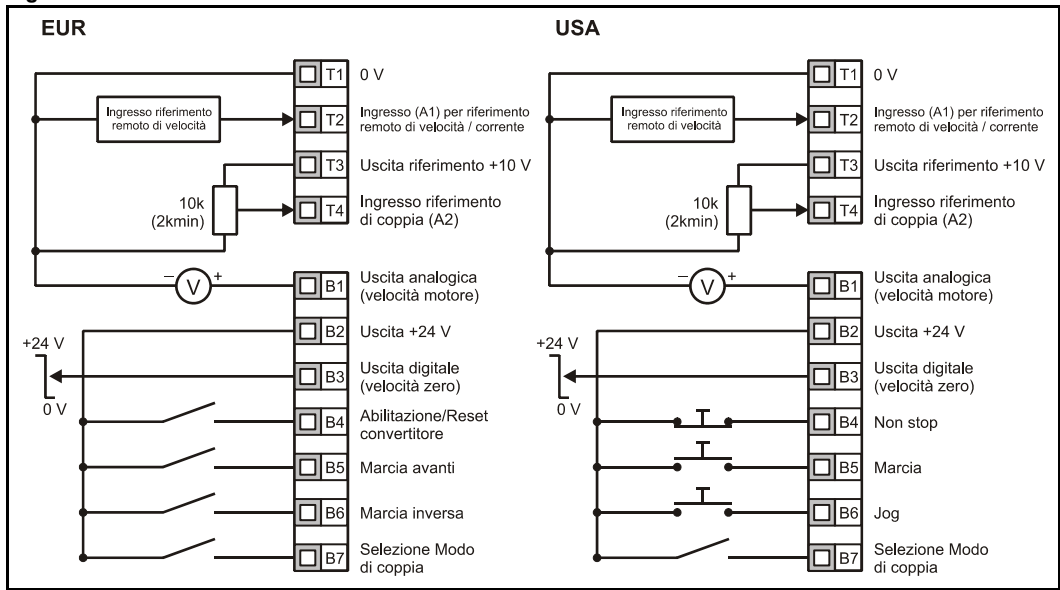 EUR
T1 0 V
Ingresso riferimento
remoto di velocità
T2 Ingresso (A1) per riferimento
remoto di velocità / corrente
T3 Uscita riferimento +10 V
10k
(2kmin)
T4 Ingresso riferimento
di coppia (A2)
– V +
B1 Uscita analogica
(velocità motore)
B2 Uscita +24 V
+24 V
0 V
B3 Uscita digitale
(velocità zero)
B4 Abilitazione/Reset
convertitore
B5 Marcia avanti
B6 Marcia inversa
B7 Selezione Modo
di coppia
USA
T1 0 V
Ingresso riferimento
remoto di velocità
T2 Ingresso (A1) per riferimento
remoto di velocità / corrente
T3 Uscita riferimento +10 V
10k
(2kmin)
T4 Ingresso riferimento
di coppia (A2)
– V +
B1 Uscita analogica
(velocità motore)
B2 Uscita +24 V
+24 V
0 V
B3 Uscita digitale
(velocità zero)
B4 Non stop
B5 Marcia
B6 Jog
B7 Selezione Modo
di coppia